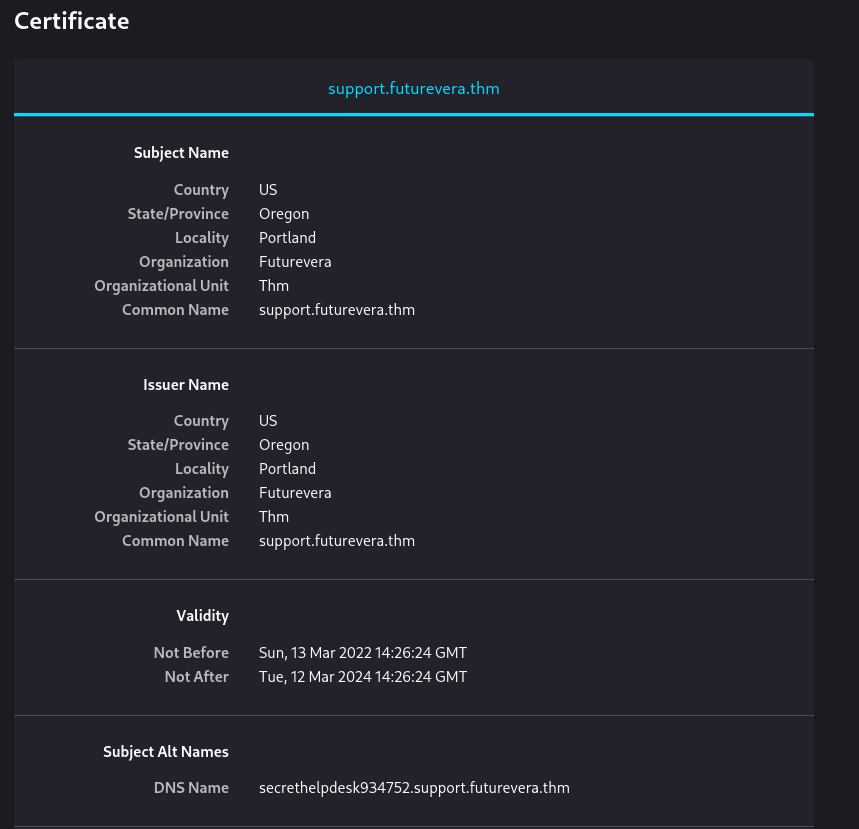 Certificate
support.futurevera.thm
Subject Name
Country US
State/Province Oregon
Locality Portland
Organization Futurevera
Organizational Unit Thm
Common Name support.futurevera.thm
Issuer Name
Country US
State/Province Oregon
Locality Portland
Organization Futurevera
Organizational Unit Thm
Common Name support.futurevera.thm
Validity
Not Before Sun, 13 Mar 2022 14:26:24 GMT
Not After Tue, 12 Mar 2024 14:26:24 GMT
Subject Alt Names
DNS Name secrethelpdesk934752.support.futurevera.thm